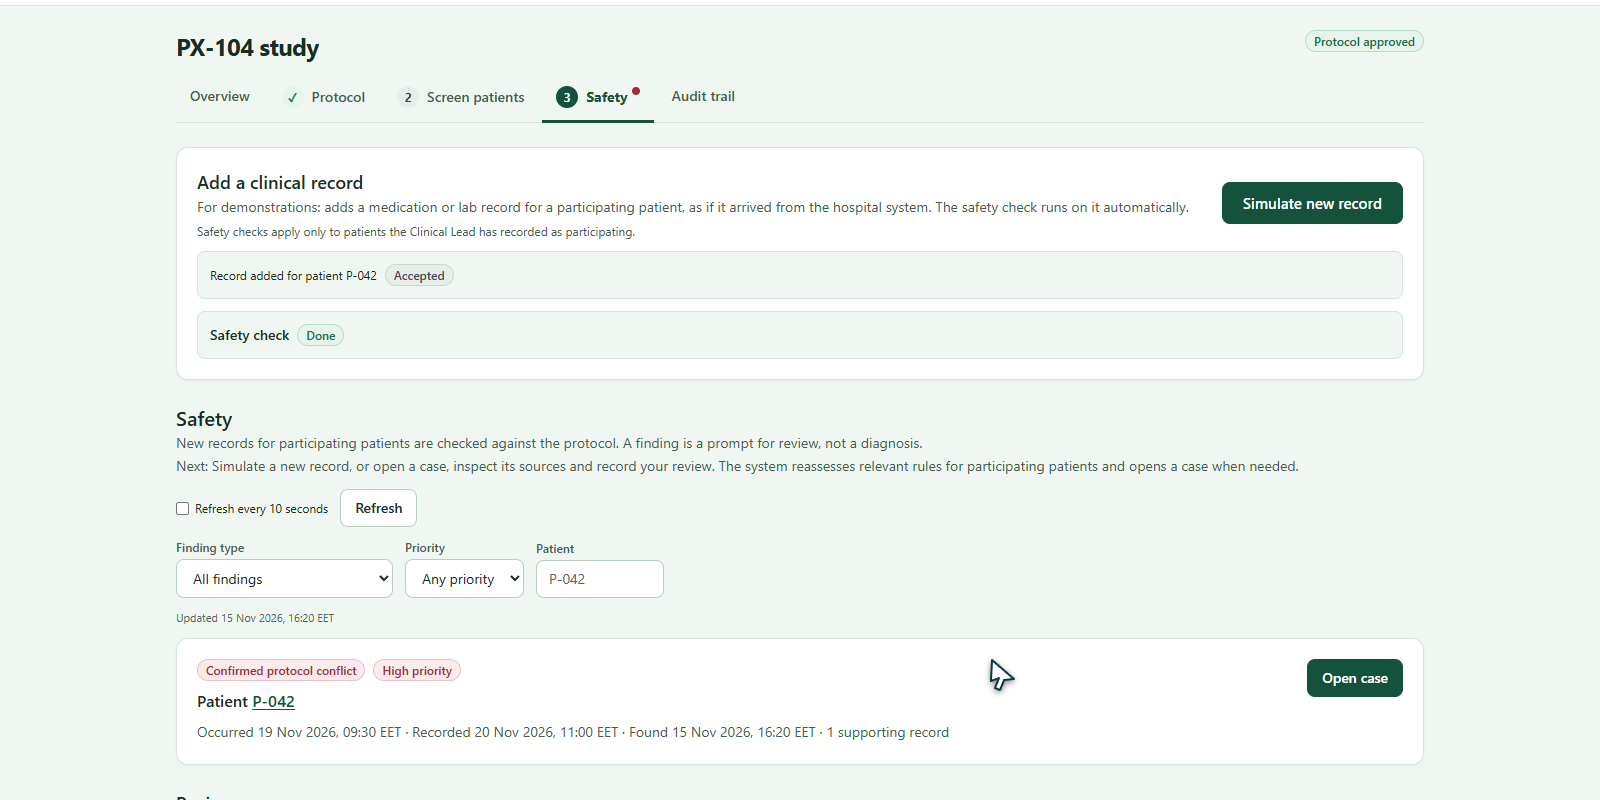 PX-104 study
Protocol approved
Overview
✓ Protocol
2 Screen patients
3 Safety
Audit trail
Add a clinical record
For demonstrations: adds a medication or lab record for a participating patient, as if it arrived from the hospital system. The safety check runs on it automatically.
Safety checks apply only to patients the Clinical Lead has recorded as participating.
Simulate new record
Record added for patient P-042 Accepted
Safety check Done
Safety
New records for participating patients are checked against the protocol. A finding is a prompt for review, not a diagnosis.
Next: Simulate a new record, or open a case, inspect its sources and record your review. The system reassesses relevant rules for participating patients and opens a case when needed.
Refresh every 10 seconds Refresh
Finding type Priority Patient
All findings Any priority P-042
Updated 15 Nov 2026, 16:20 EET
Confirmed protocol conflict High priority
Patient P-042
Occurred 19 Nov 2026, 09:30 EET · Recorded 20 Nov 2026, 11:00 EET · Found 15 Nov 2026, 16:20 EET · 1 supporting record
Open case